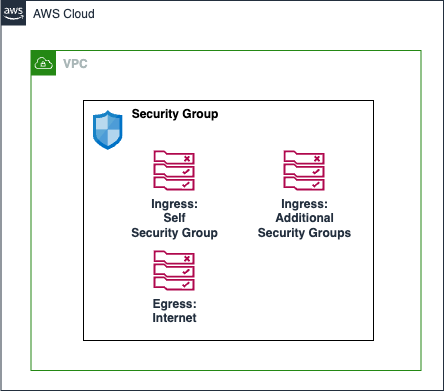 aws
AWS Cloud
VPC
Security Group
Ingress:
Self
Security Group
Ingress:
Additional
Security Groups
Egress:
Internet